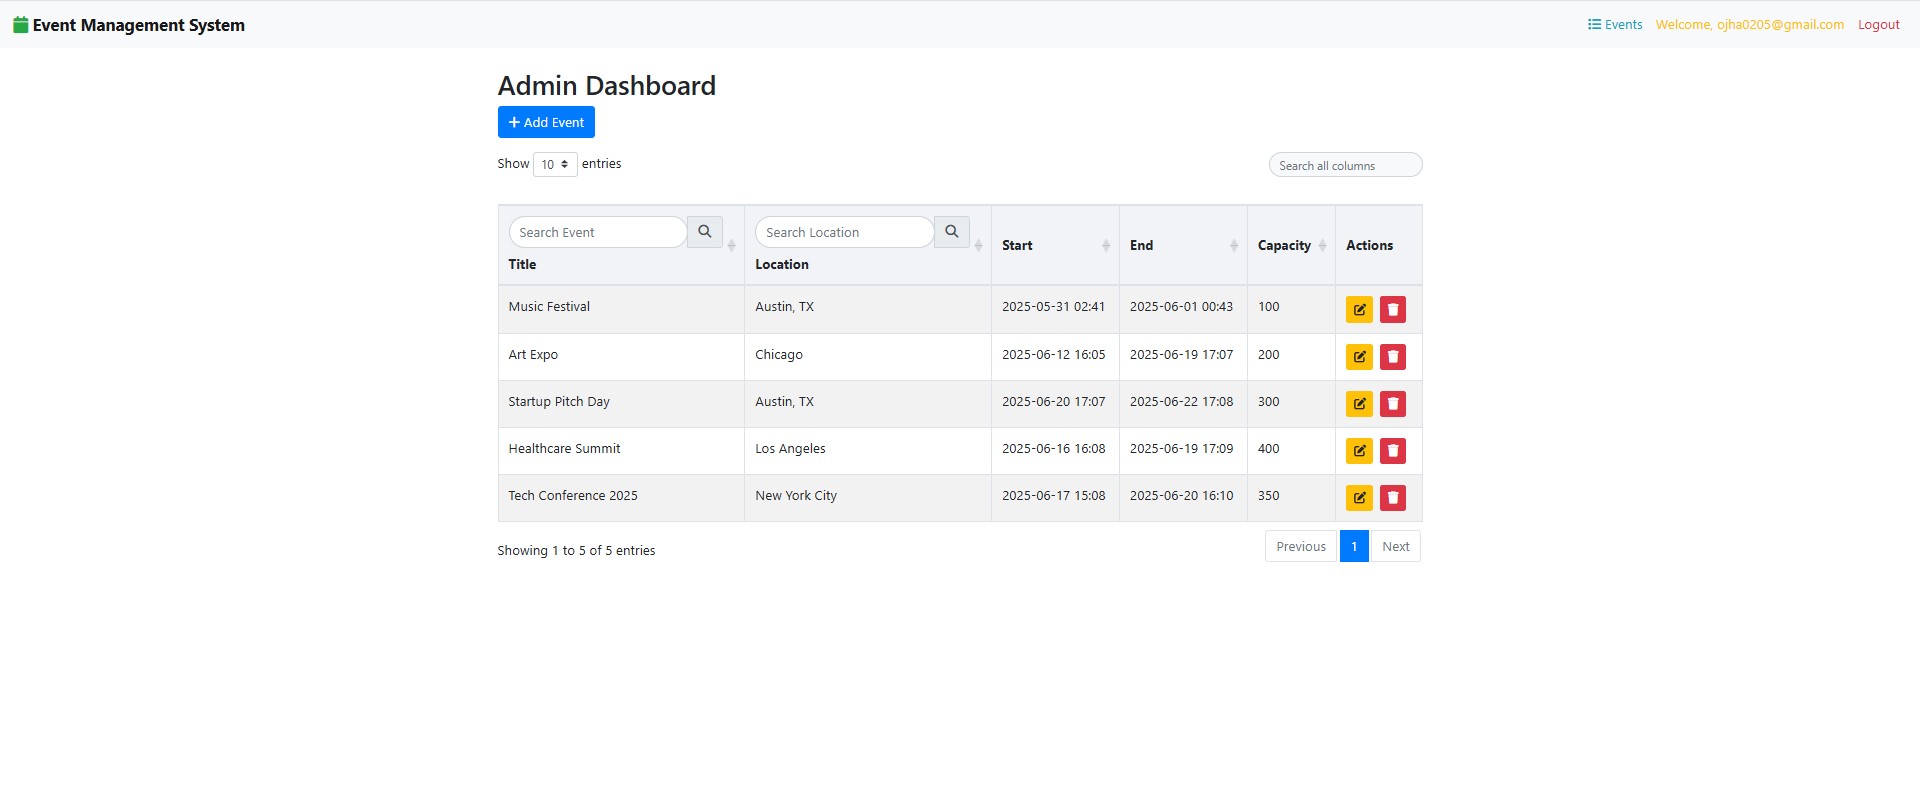 Event Management System
Events Welcome, ojha0205@gmail.com Logout
Admin Dashboard
Add Event
Show 10 entries
Search all columns
Search Event Search Location
Title Location Start End Capacity Actions
Music Festival Austin, TX 2025-05-31 02:41 2025-06-01 00:43 100
Art Expo Chicago 2025-06-12 16:05 2025-06-19 17:07 200
Startup Pitch Day Austin, TX 2025-06-20 17:07 2025-06-22 17:08 300
Healthcare Summit Los Angeles 2025-06-16 16:08 2025-06-19 17:09 400
Tech Conference 2025 New York City 2025-06-17 15:08 2025-06-20 16:10 350
Showing 1 to 5 of 5 entries
Previous 1 Next